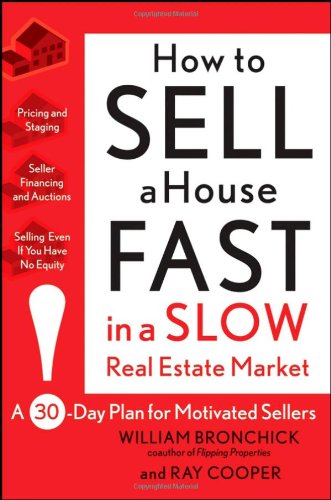 How to
SELL
a House
FAST
in a SLOW
Real Estate Market
Pricing and
Staging
Seller
Financing
and Auctions
Selling Even
If You Have
No Equity
!
A 30-Day Plan for Motivated Sellers
WILLIAM BRONCHICK
coauthor of Flipping Properties
and RAY COOPER